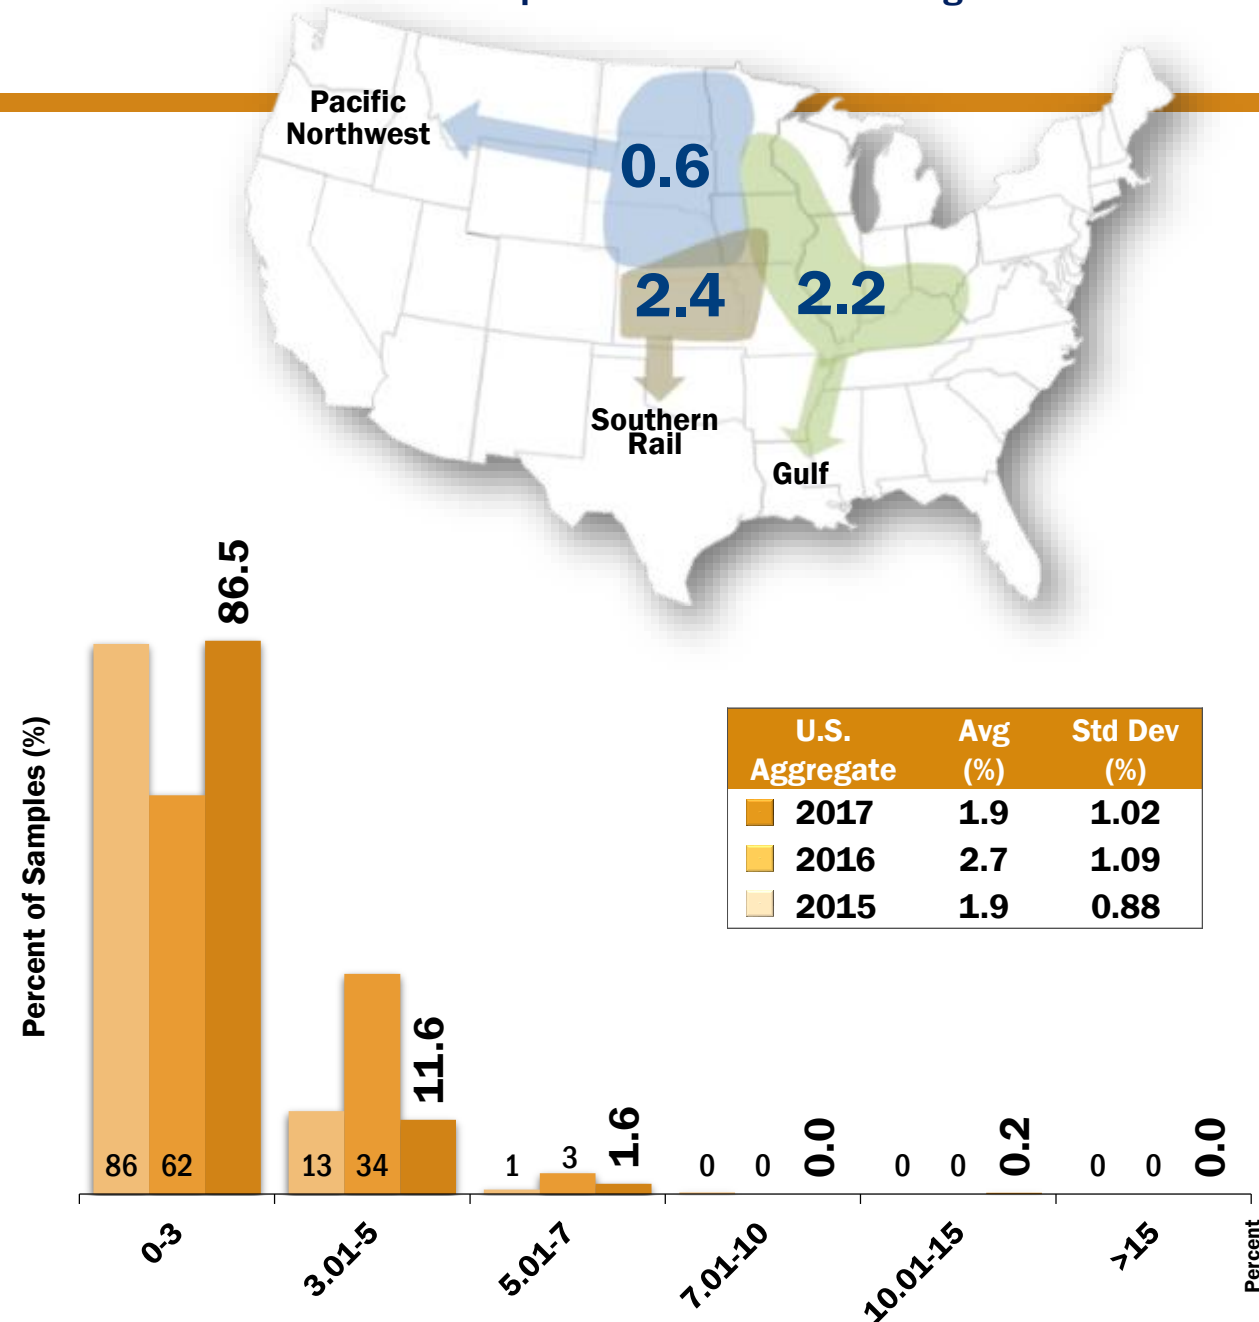 Pacific
Northwest
0.6
2.4
2.2
Southern
Rail
Gulf
Percent of Samples (%)
86.5
86
62
13
34
11.6
1
3
1.6
0
0
0.0
0
0
0.2
0
0
0.0
U.S. Aggregate Avg (%) Std Dev (%)
2017 1.9 1.02
2016 2.7 1.09
2015 1.9 0.88
0-3
3.01-5
5.01-7
7.01-10
10.01-15
>15
Percent